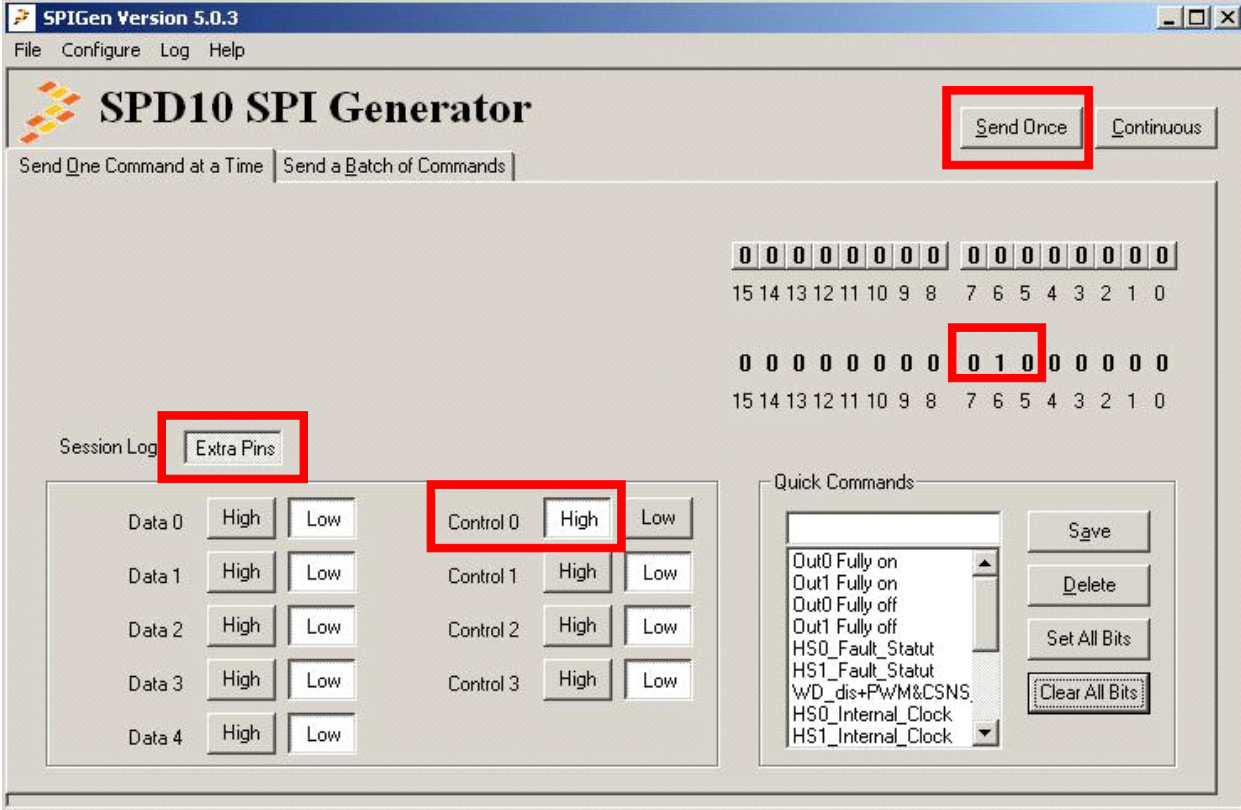 SPIGen Version 5.0.3
File Configure Log Help
SPD10 SPI Generator
Send Once Continuous
Send One Command at a Time Send a Batch of Commands
0 0 0 0 0 0 0 0 0 0 0 0 0 0 0 0
15 14 13 12 11 10 9 8 7 6 5 4 3 2 1 0
0 0 0 0 0 0 0 0 0 1 0 0 0 0 0 0
15 14 13 12 11 10 9 8 7 6 5 4 3 2 1 0
Session Log Extra Pins
Data 0 High Low Control 0 High Low
Data 1 High Low Control 1 High Low
Data 2 High Low Control 2 High Low
Data 3 High Low Control 3 High Low
Data 4 High Low
Quick Commands
Out0 Fully on
Out1 Fully on
Out0 Fully off
Out1 Fully off
HS0_Fault_Statut
HS1_Fault_Statut
WD_dis+PWM&CSNS_
HS0_Internal_Clock
HS1_Internal_Clock
Save
Delete
Set All Bits
Clear All Bits